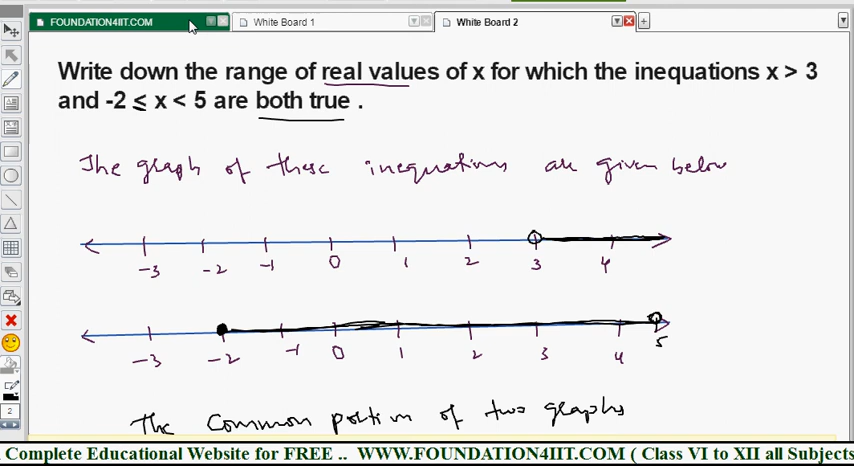 FOUNDATION4IIT.COM White Board 1 White Board 2
Write down the range of real values of x for which the inequations x > 3
and -2 ≤ x < 5 are both true .
The graph of these inequations are given below
-3 -2 -1 0 1 2 3 4
-3 -2 -1 0 1 2 3 4 5
The Common portion of two graphs
2
Complete Educational Website for FREE .. WWW.FOUNDATION4IIT.COM ( Class VI to XII all Subjects